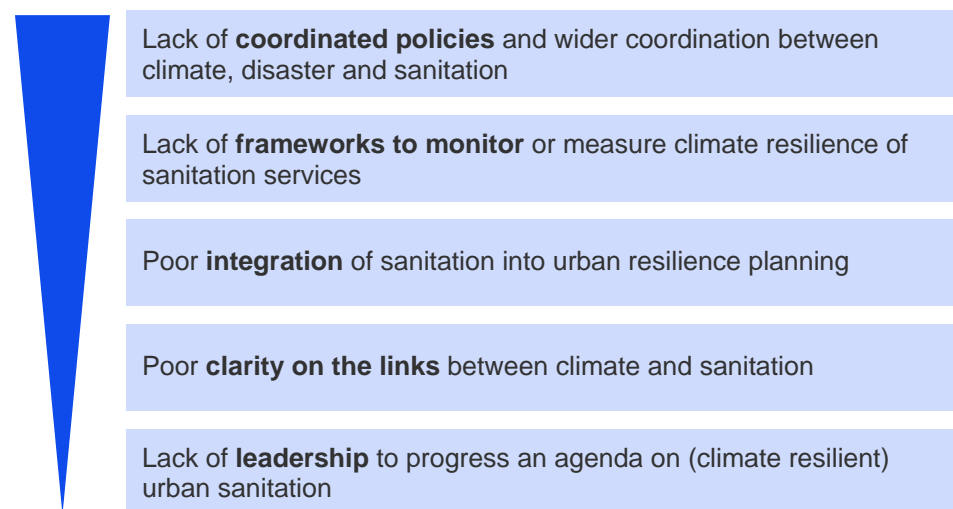 Lack of coordinated policies and wider coordination between
climate, disaster and sanitation
Lack of frameworks to monitor or measure climate resilience of
sanitation services
Poor integration of sanitation into urban resilience planning
Poor clarity on the links between climate and sanitation
Lack of leadership to progress an agenda on (climate resilient)
urban sanitation